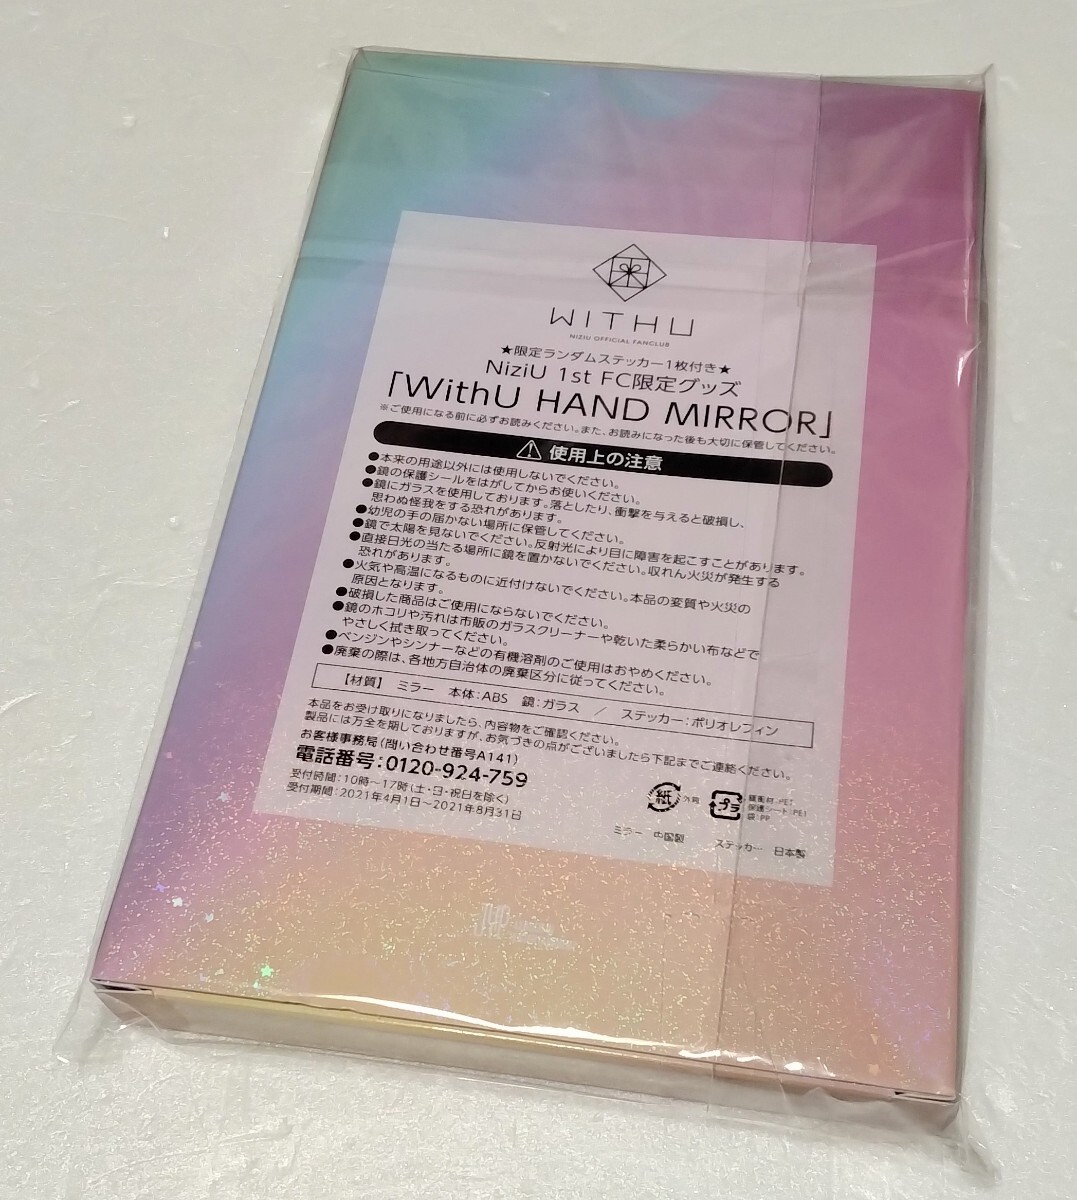 WITHU
NIZIU OFFICIAL FANCLUB
★限定ランダムステッカー1枚付き★
NiziU 1st FC限定グッズ
「WithU HAND MIRROR」
※ご使用になる前に必ずお読みください。また、お読みになった後も大切に保管してください。
使用上の注意
●本来の用途以外には使用しないでください。
●鏡の保護シールをはがしてからお使いください。
●鏡にガラスを使用しております。落としたり、衝撃を与えると破損し、
思わぬ怪我をする恐れがあります。
●幼児の手の届かない場所に保管してください。
●鏡で太陽を見ないでください。反射光により目に障害を起こすことがあります。
●直接日光の当たる場所に鏡を置かないでください。収れん火災が発生する
恐れがあります。
●火気や高温になるものに近付けないでください。本品の変質や火災の
原因となります。
●破損した商品はご使用にならないでください。
●鏡のホコリや汚れは市販のガラスクリーナーや乾いた柔らかい布などで
やさしく拭き取ってください。
●ベンジンやシンナーなどの有機溶剤のご使用はおやめください。
●廃棄の際は、各地方自治体の廃棄区分に従ってください。
【材質】 ミラー 本体:ABS 鏡:ガラス / ステッカー:ポリオレフィン
本品をお受け取りになりましたら、内容物をご確認ください。
製品には万全を期しておりますが、お気づきの点がございましたら下記までご連絡ください。
お客様事務局(問い合わせ番号A141)
電話番号:0120-924-759
受付時間:10時〜17時(土・日・祝日を除く)
受付期間:2021年4月1日〜2021年8月31日
紙 外箱
プラ 緩衝材:PET
保護シート:PET
袋:PP
ミラー 中国製 ステッカー 日本製